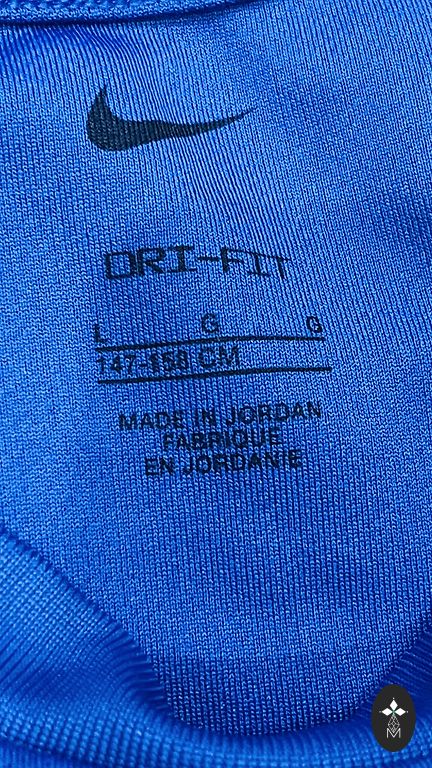 DRI-FIT
L G G
147-158 CM
MADE IN JORDAN
FABRIQUE
EN JORDANIE
M